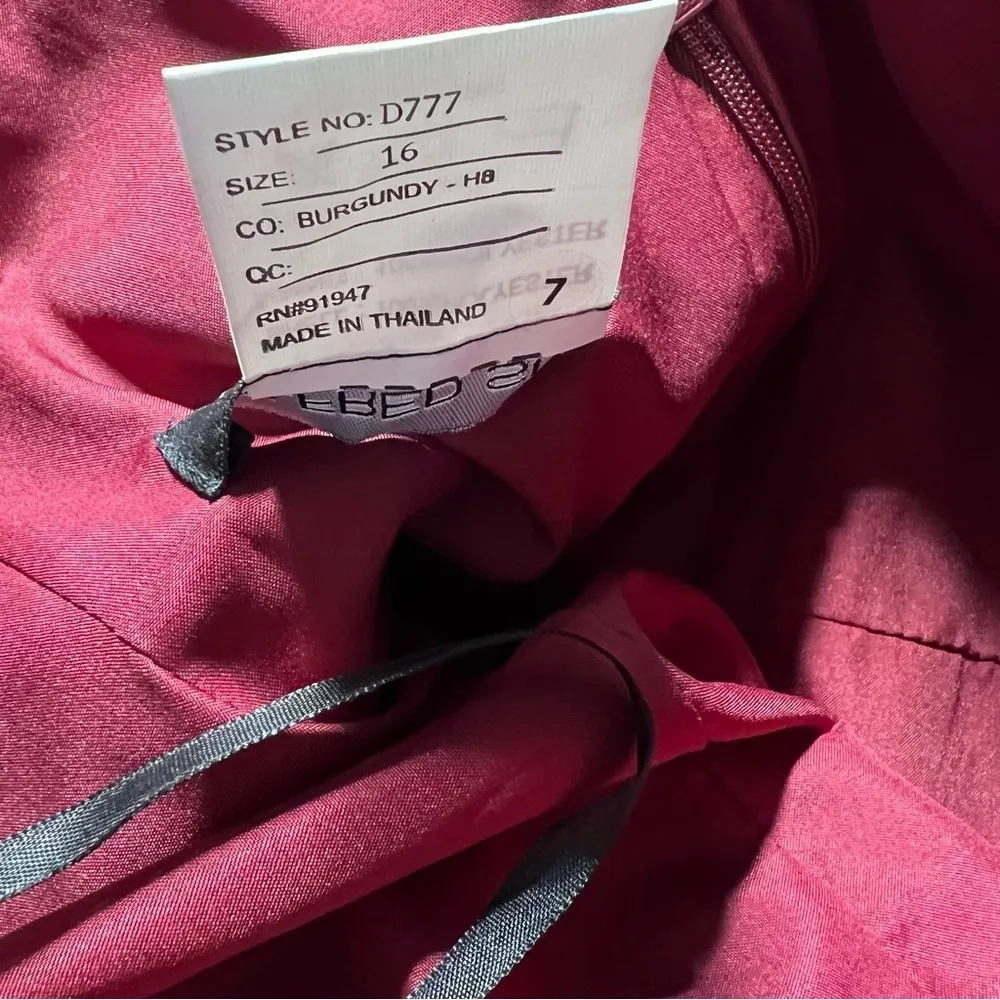 STYLE NO: D777
SIZE: 16
CO: BURGUNDY - H8
QC:
RN#91947
MADE IN THAILAND 7